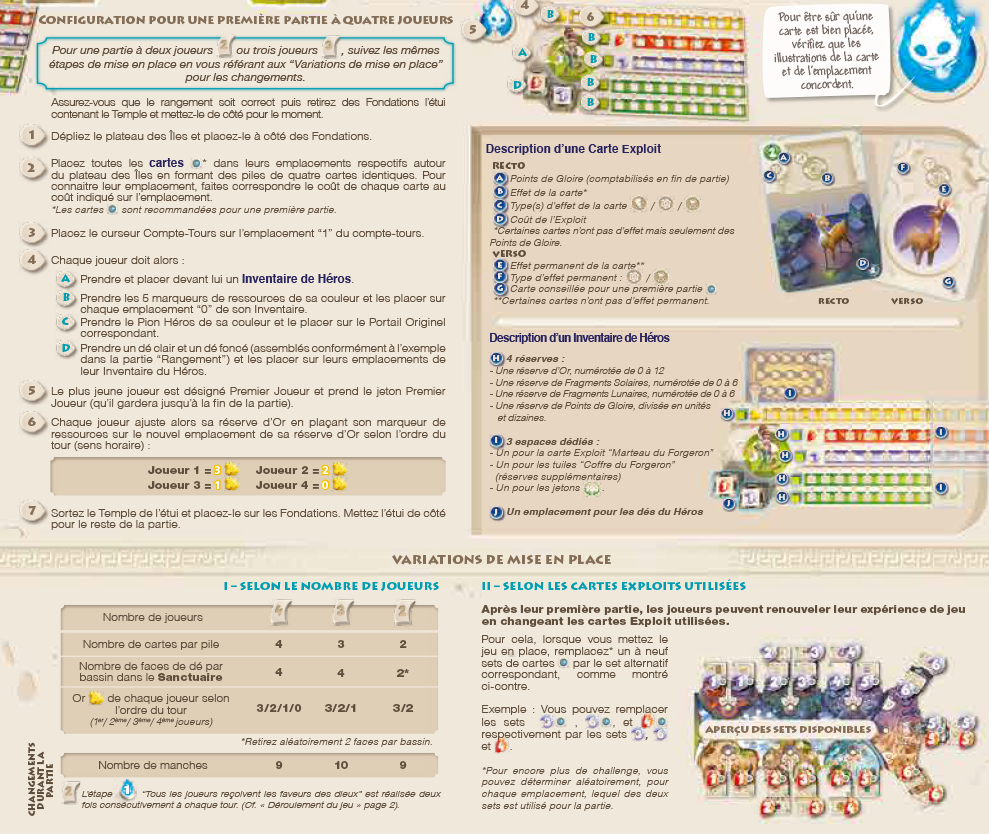 CONFIGURATION POUR UNE PREMIÈRE PARTIE À QUATRE JOUEURS
Pour une partie à deux joueurs 2 ou trois joueurs 3, suivez les mêmes
étapes de mise en place en vous référant aux "Variations de mise en place"
pour les changements.
Assurez-vous que le rangement soit correct puis retirez des Fondations l'étui
contenant le Temple et mettez-le de côté pour le moment.
1 Dépliez le plateau des Îles et placez-le à côté des Fondations.
2 Placez toutes les cartes * dans leurs emplacements respectifs autour
du plateau des Îles en formant des piles de quatre cartes identiques. Pour
connaitre leur emplacement, faites correspondre le coût de chaque carte au
coût indiqué sur l'emplacement.
*Les cartes sont recommandées pour une première partie.
3 Placez le curseur Compte-Tours sur l'emplacement "1" du compte-tours.
4 Chaque joueur doit alors :
A Prendre et placer devant lui un Inventaire de Héros.
B Prendre les 5 marqueurs de ressources de sa couleur et les placer sur
chaque emplacement "0" de son Inventaire.
C Prendre le Pion Héros de sa couleur et le placer sur le Portail Originel
correspondant.
D Prendre un dé clair et un dé foncé (assemblés conformément à l'exemple
dans la partie "Rangement") et les placer sur leurs emplacements de
leur Inventaire du Héros.
5 Le plus jeune joueur est désigné Premier Joueur et prend le jeton Premier
Joueur (qu'il gardera jusqu'à la fin de la partie).
6 Chaque joueur ajuste alors sa réserve d'Or en plaçant son marqueur de
ressources sur le nouvel emplacement de sa réserve d'Or selon l'ordre du
tour (sens horaire) :
Joueur 1 = 3 Joueur 2 = 2
Joueur 3 = 1 Joueur 4 = 0
7 Sortez le Temple de l'étui et placez-le sur les Fondations. Mettez l'étui de côté
pour le reste de la partie.
5 4 B 6
B
A B
D B
B
Pour être sûr qu'une
carte est bien placée,
vérifiez que les
illustrations de la carte
et de l'emplacement
concordent.
Description d'une Carte Exploit
RECTO
A Points de Gloire (comptabilisés en fin de partie)
B Effet de la carte*
C Type(s) d'effet de la carte / /
D Coût de l'Exploit
*Certaines cartes n'ont pas d'effet mais seulement des
Points de Gloire.
VERSO
E Effet permanent de la carte**
F Type d'effet permanent : /
G Carte conseillée pour une première partie .
**Certaines cartes n'ont pas d'effet permanent.
2 A B C D
F E G
RECTO VERSO
Description d'un Inventaire de Héros
H 4 réserves :
- Une réserve d'Or, numérotée de 0 à 12
- Une réserve de Fragments Solaires, numérotée de 0 à 6
- Une réserve de Fragments Lunaires, numérotée de 0 à 6
- Une réserve de Points de Gloire, divisée en unités
et dizaines.
I 3 espaces dédiés :
- Un pour la carte Exploit "Marteau du Forgeron"
- Un pour les tuiles "Coffre du Forgeron"
(réserves supplémentaires)
- Un pour les jetons .
J Un emplacement pour les dés du Héros
I
H
H I
H
H I
J H
VARIATIONS DE MISE EN PLACE
I – SELON LE NOMBRE DE JOUEURS
Nombre de joueurs 4 3 2
Nombre de cartes par pile 4 3 2
Nombre de faces de dé par
bassin dans le Sanctuaire 4 4 2*
Or de chaque joueur selon
l'ordre du tour 3/2/1/0 3/2/1 3/2
(1er/ 2ème/ 3ème/ 4ème joueurs)
*Retirez aléatoirement 2 faces par bassin.
CHANGEMENTS
DURANT LA
PARTIE
Nombre de manches 9 10 9
2 L'étape 1 "Tous les joueurs reçoivent les faveurs des dieux" est réalisée deux
fois consécutivement à chaque tour. (Cf. « Déroulement du jeu » page 2).
II – SELON LES CARTES EXPLOITS UTILISÉES
Après leur première partie, les joueurs peuvent renouveler leur expérience de jeu
en changeant les cartes Exploit utilisées.
Pour cela, lorsque vous mettez le
jeu en place, remplacez* un à neuf
sets de cartes par le set alternatif
correspondant, comme montré
ci-contre.
Exemple : Vous pouvez remplacer
les sets , , et
respectivement par les sets ,
et .
*Pour encore plus de challenge, vous
pouvez déterminer aléatoirement, pour
chaque emplacement, lequel des deux
sets est utilisé pour la partie.
APERÇU DES SETS DISPONIBLES